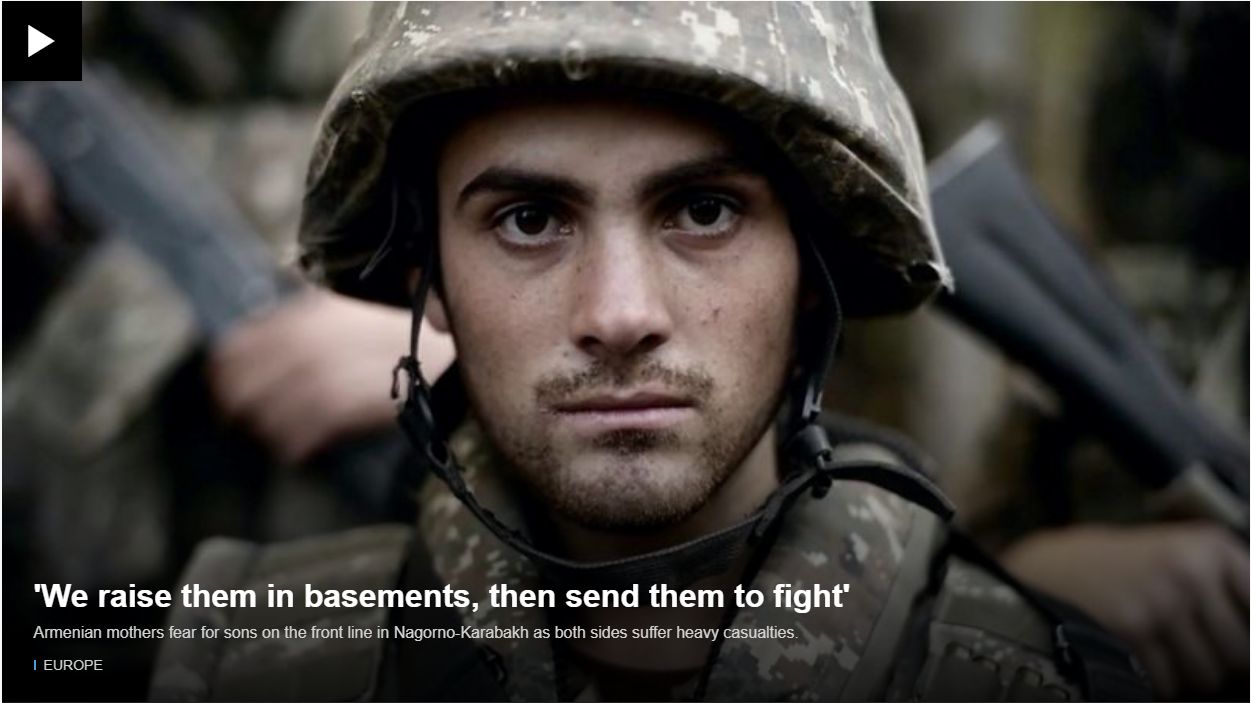 'We raise them in basements, then send them to fight'
Armenian mothers fear for sons on the front line in Nagorno-Karabakh as both sides suffer heavy casualties.
EUROPE